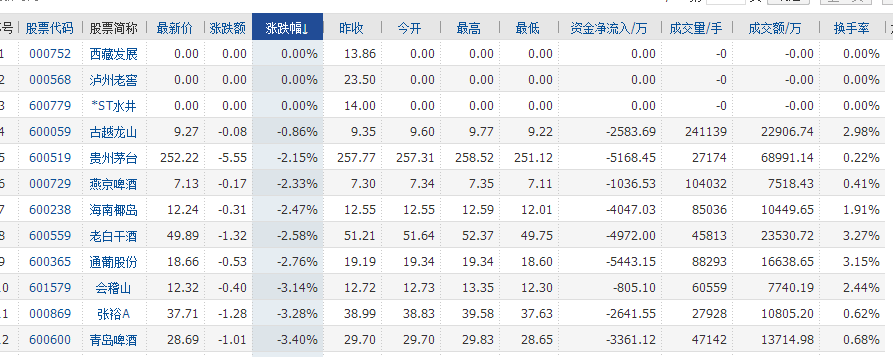 号 股票代码 股票简称 最新价 涨跌额 涨跌幅↓ 昨收 今开 最高 最低 资金净流入/万 成交量/手 成交额/万 换手率
1 000752 西藏发展 0.00 0.00 0.00% 13.86 0.00 0.00 0.00 0.00 -0 -0.00 0.00%
2 000568 泸州老窖 0.00 0.00 0.00% 23.50 0.00 0.00 0.00 0.00 -0 -0.00 0.00%
3 600779 *ST水井 0.00 0.00 0.00% 14.00 0.00 0.00 0.00 0.00 -0 -0.00 0.00%
4 600059 古越龙山 9.27 -0.08 -0.86% 9.35 9.60 9.77 9.22 -2583.69 241139 22906.74 2.98%
5 600519 贵州茅台 252.22 -5.55 -2.15% 257.77 257.31 258.52 251.12 -5168.45 27174 68991.14 0.22%
6 000729 燕京啤酒 7.13 -0.17 -2.33% 7.30 7.34 7.35 7.11 -1036.53 104032 7518.43 0.41%
7 600238 海南椰岛 12.24 -0.31 -2.47% 12.55 12.55 12.59 12.01 -4047.03 85036 10449.65 1.91%
8 600559 老白干酒 49.89 -1.32 -2.58% 51.21 51.64 52.37 49.75 -4972.00 45813 23530.72 3.27%
9 600365 通葡股份 18.66 -0.53 -2.76% 19.19 19.34 19.34 18.60 -5443.15 88293 16638.65 3.15%
0 601579 会稽山 12.32 -0.40 -3.14% 12.72 12.73 13.35 12.30 -805.10 60559 7740.19 2.44%
1 000869 张裕A 37.71 -1.28 -3.28% 38.99 38.83 39.58 37.63 -2641.55 27928 10805.20 0.62%
2 600600 青岛啤酒 28.69 -1.01 -3.40% 29.70 29.70 29.83 28.65 -3361.12 47142 13714.98 0.68%